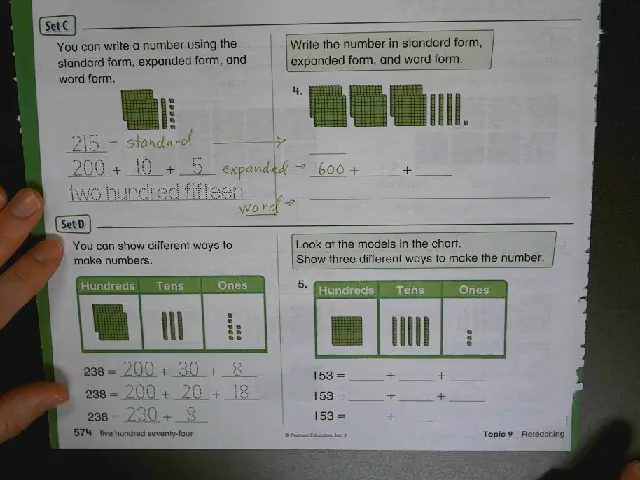 Set C
You can write a number using the
standard form, expanded form, and
word form.
215 - standard
200 + 10 + 5 expanded
two hundred fifteen
word
Write the number in standard form,
expanded form, and word form.
4.
600 + +
Set D
You can show different ways to
make numbers.
Hundreds Tens Ones
238 = 200 + 30 + 8
238 = 200 + 20 + 18
238 = 230 + 8
Look at the models in the chart.
Show three different ways to make the number.
5.
Hundreds Tens Ones
153 = + +
153 = + +
153 = +
574 five hundred seventy-four
© Pearson Education, Inc. 2
Topic 9 Reteaching